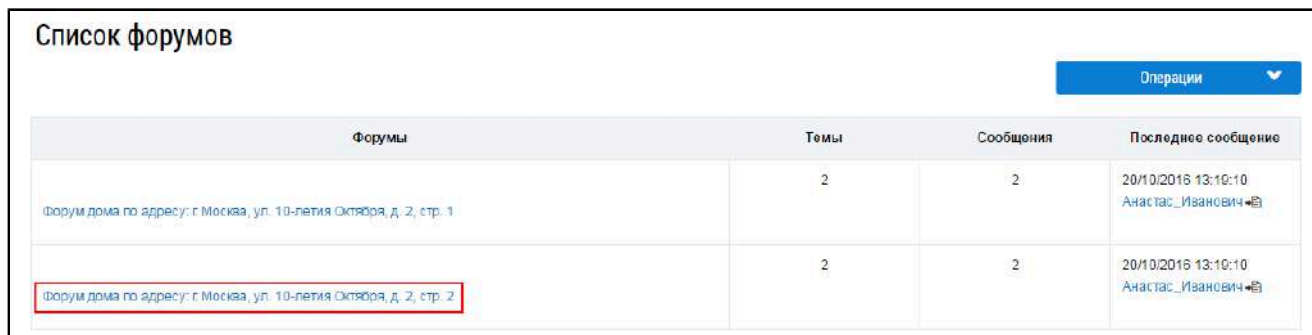 Список форумов
Операции
Форумы Темы Сообщения Последнее сообщение
2 2 20/10/2016 13:19:10
Форум дома по адресу: г Москва, ул. 10-летия Октября, д. 2, стр. 1 Анастас_Иванович
2 2 20/10/2016 13:19:10
Форум дома по адресу: г Москва, ул. 10-летия Октября, д. 2, стр. 2 Анастас_Иванович